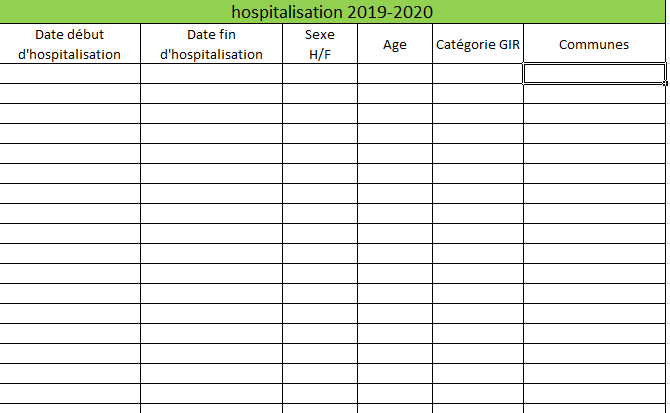 hospitalisation 2019-2020
Date début
d'hospitalisation
Date fin
d'hospitalisation
Sexe
H/F
Age
Catégorie GIR
Communes